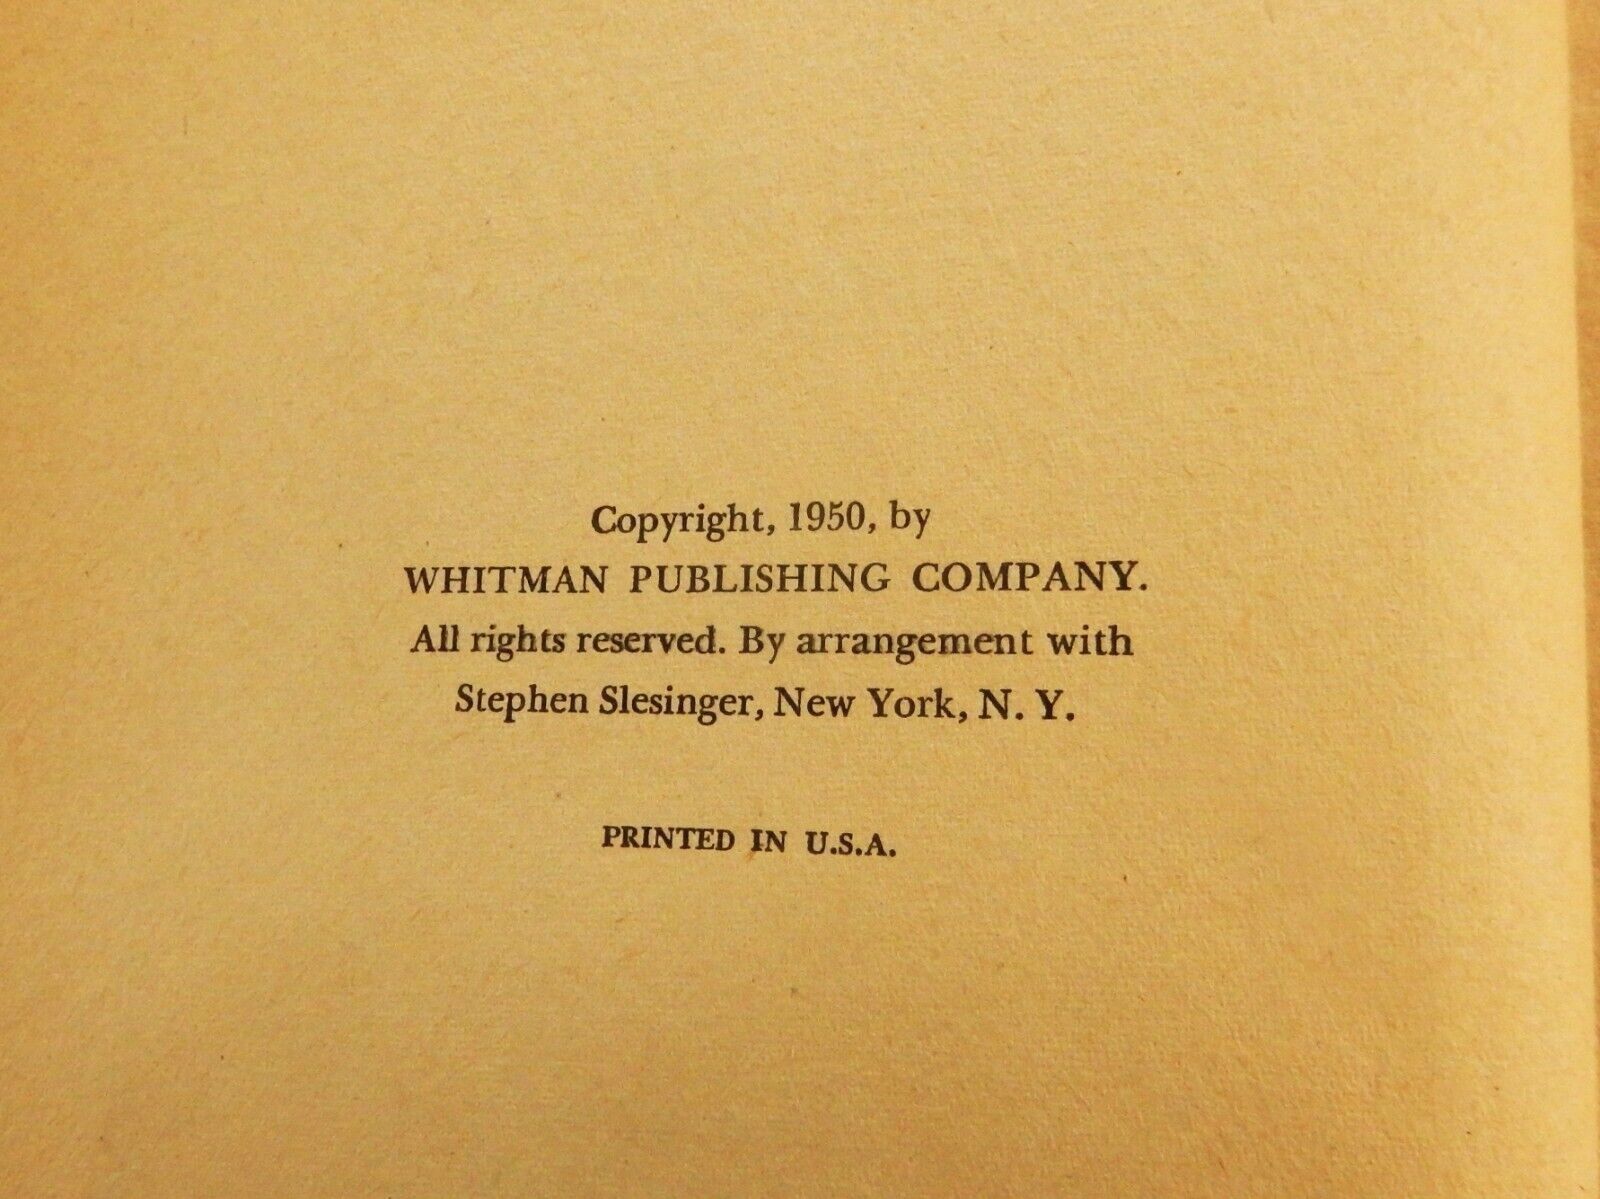 Copyright, 1950, by
WHITMAN PUBLISHING COMPANY.
All rights reserved. By arrangement with
Stephen Slesinger, New York, N. Y.
PRINTED IN U.S.A.